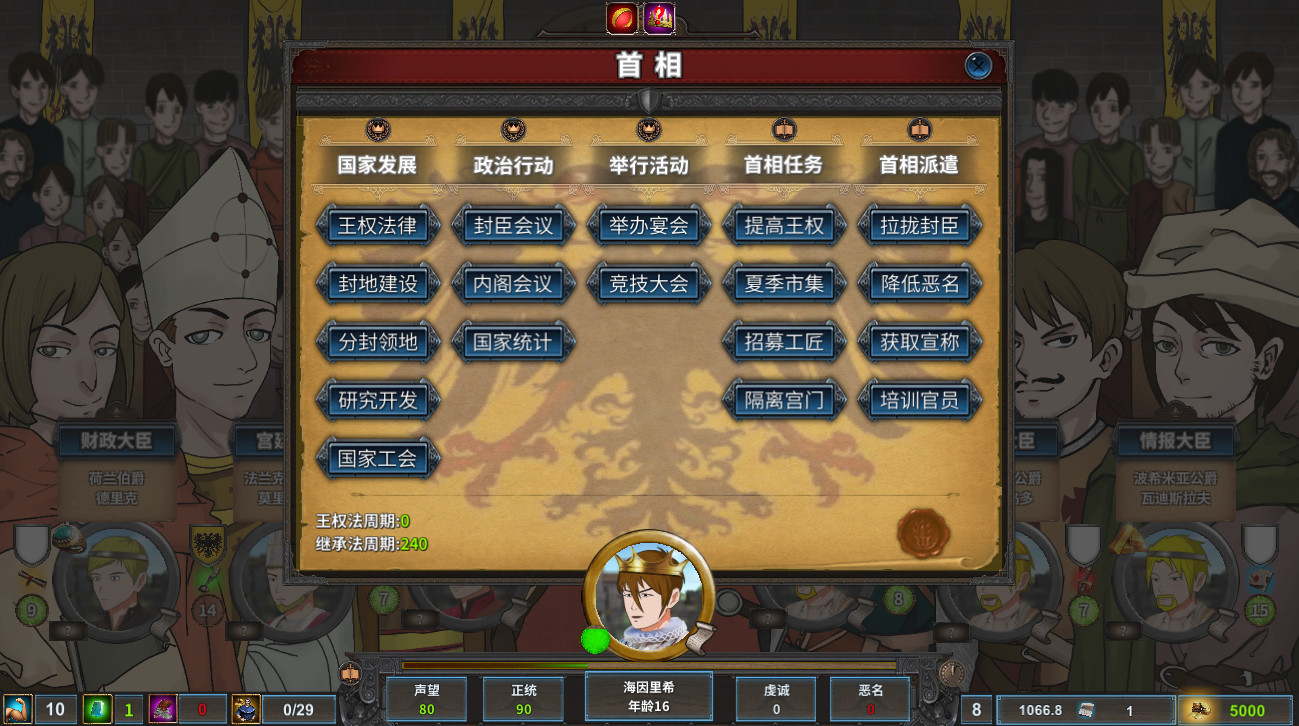 首相
国家发展 政治行动 举行活动 首相任务 首相派遣
王权法律 封臣会议 举办宴会 提高王权 拉拢封臣
封地建设 内阁会议 竞技大会 夏季市集 降低恶名
分封领地 国家统计 招募工匠 获取宣称
研究开发 隔离宫门 培训官员
国家工会
王权法周期:0
继承法周期:240
财政大臣
荷兰伯爵
德里克
情报大臣
波希米亚公爵
瓦迪斯拉夫
9 14 7 8 7 15
? ? ? ? ? ?
声望 80
正统 90
海因里希
年龄16
虔诚 0
恶名 0
10 1 0 0/29
8 1066.8 1 5000